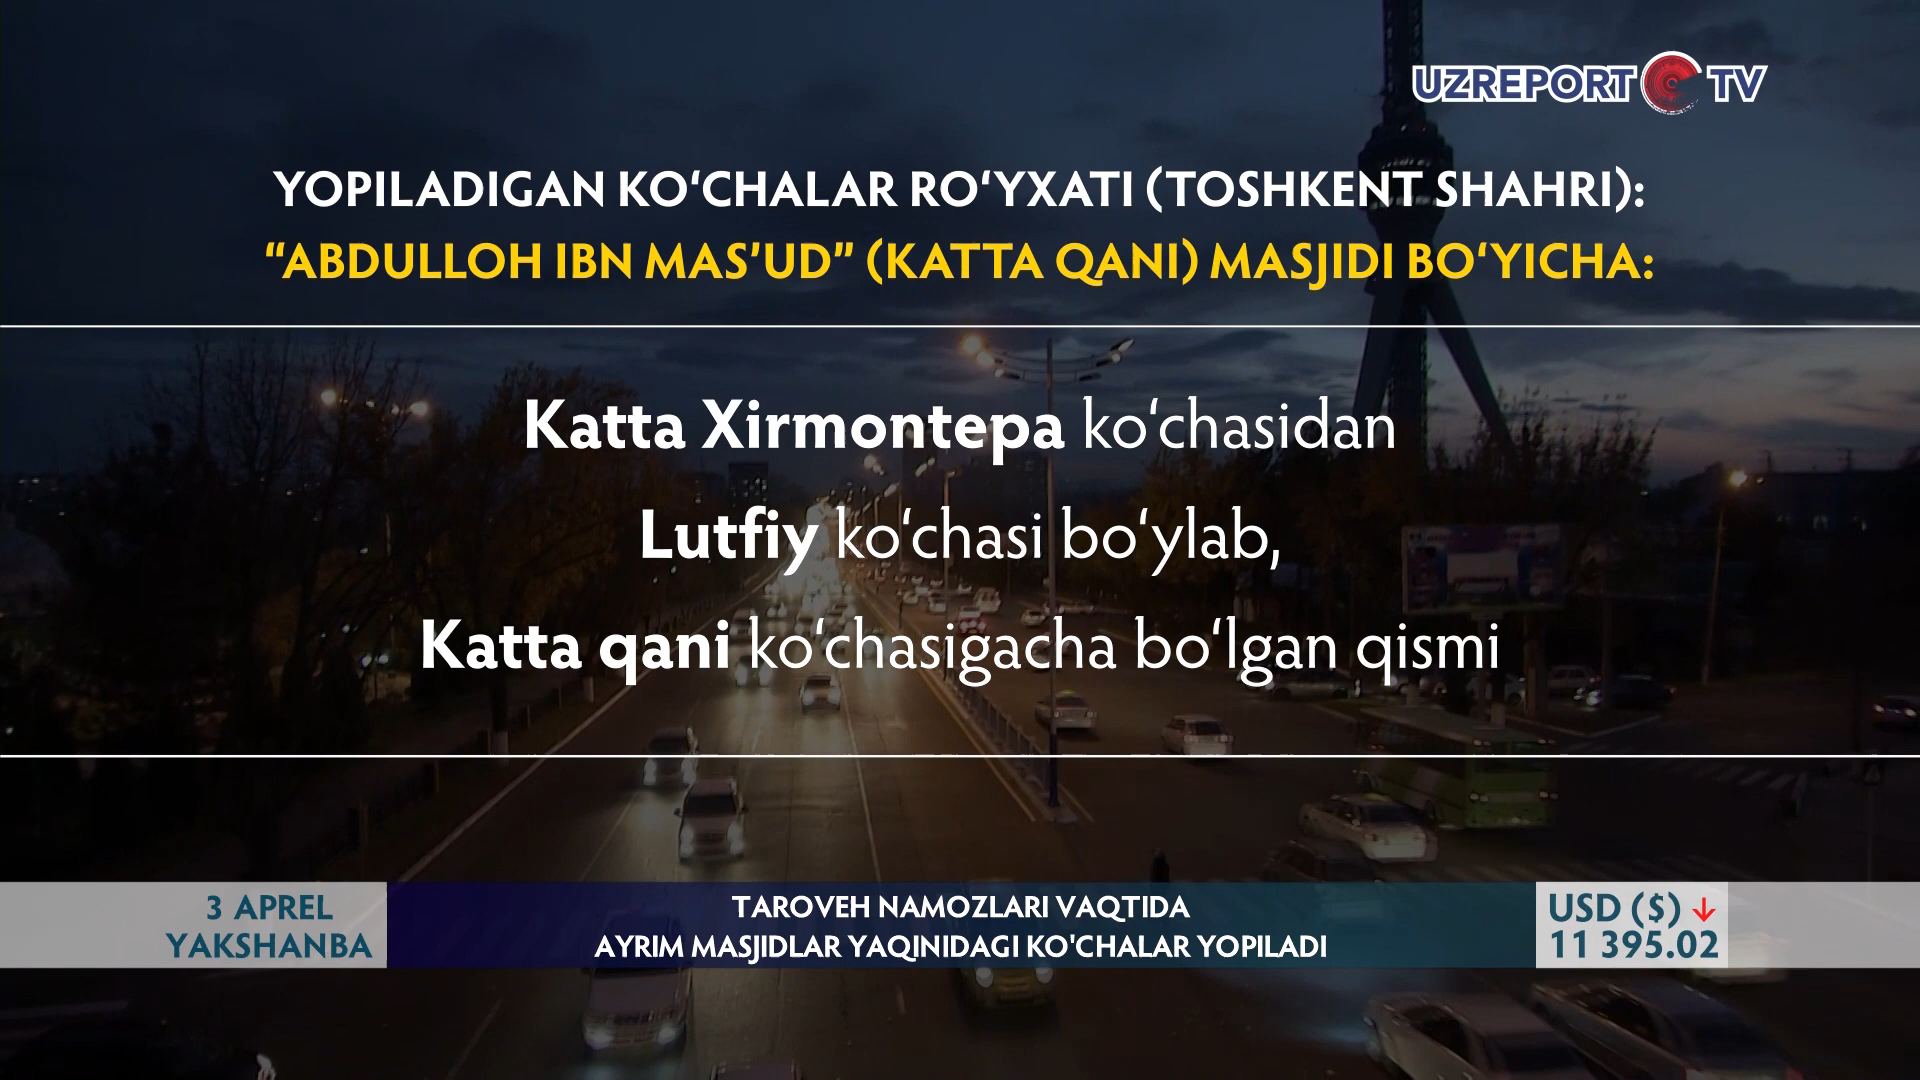 UZREPORT TV
YOPILADIGAN KO‘CHALAR RO‘YXATI (TOSHKENT SHAHRI):
“ABDULLOH IBN MAS’UD” (KATTA QANI) MASJIDI BO‘YICHA:
Katta Xirmontepa ko‘chasidan
Lutfiy ko‘chasi bo‘ylab,
Katta qani ko‘chasigacha bo‘lgan qismi
3 APREL
YAKSHANBA
TAROVEH NAMOZLARI VAQTIDA
AYRIM MASJIDLAR YAQINIDAGI KO'CHALAR YOPILADI
USD ($) ↓
11 395.02